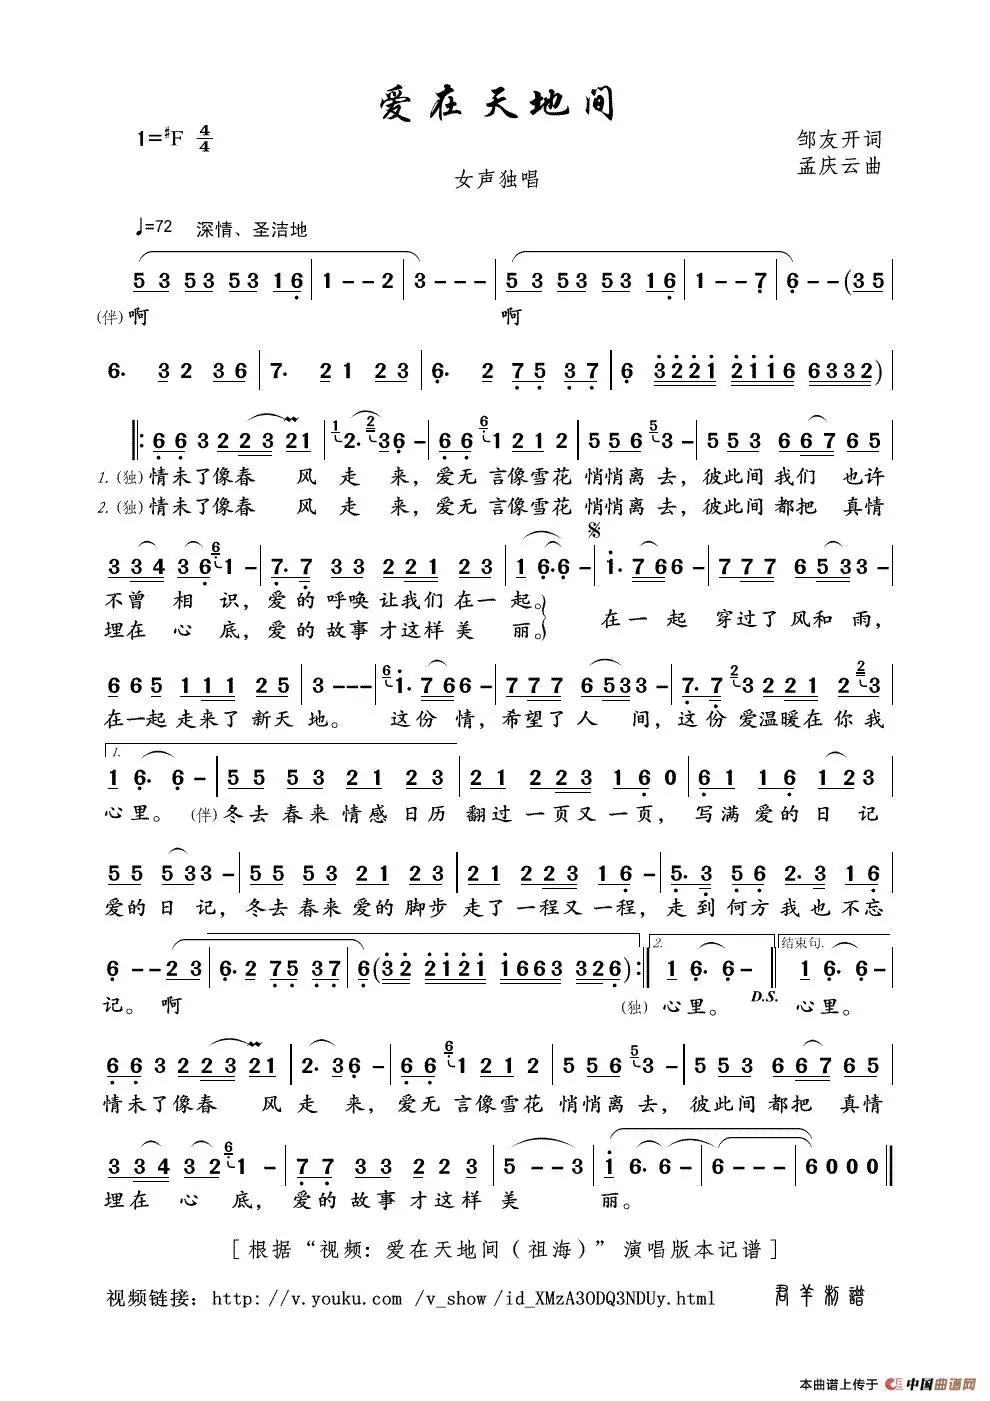 爱在天地间
1=♯F 4/4
邹友开词
孟庆云曲
女声独唱
♩=72 深情、圣洁地
5 3 5 3 5 3 1 6 | 1 - - 2 | 3 - - - | 5 3 5 3 5 3 1 6 | 1 - - 7 | 6 - - (3 5
(伴)啊 啊
6. 3 2 3 6 | 7. 2 1 2 3 | 6. 2 7 5 3 7 | 6 3221 2116 6332)
‖: 6 6 3 2 2 3 2 1 | 2. 3 6 - | 6 6 1 2 1 2 | 5 5 6 3 - | 5 5 3 6 6 7 6 5
1. (独)情未了像春 风 走 来，爱无 言像雪花 悄悄离 去，彼此间 我们 也许
2. (独)情未了像春 风 走 来，爱无 言像雪花 悄悄离 去，彼此间 都把 真情
3 3 4 3 6 1 - | 7. 7 3 3 2 2 1 2 3 | 1 6. 6 - | 1. 7 6 6 - | 7 7 7 6 5 3 3 -
不曾 相 识，爱 的 呼唤 让我们 在一 起。 在 一 起 穿过了 风和 雨，
埋在 心 底，爱 的 故事 才这样 美 丽。
6 6 5 1 1 1 2 5 | 3 - - - | 1. 7 6 6 - | 7 7 7 6 5 3 3 - | 7. 7 3 2 2 1 2 3
在一起 走来了 新天 地。 这份 情，希望了 人 间，这份 爱温暖在 你 我
1.
1 6. 6 - | 5 5 5 3 2 1 2 3 | 2 1 2 2 3 1 6 0 | 6 1 1 6 1 2 3
心里。 (伴)冬去 春来 情感 日历 翻过 一页又 一页， 写满 爱的 日 记
5 5 5 3 3 - | 5 5 5 3 2 1 2 3 | 2 1 2 2 3 1 6 - | 5. 3 5 6 2. 3 1 6
爱的 日 记，冬去 春来 爱的 脚步 走了 一程又 一程，走 到 何方 我 也 不忘
2. 结束句.
6 - - 2 3 | 6. 2 7 5 3 7 | 6 (3 2 2 1 2 1 1 6 6 3 3 2 6) :‖ 1 6. 6 - ‖ 1 6. 6 -
D.S.
记。 啊 (独) 心里。 心里。
6 6 3 2 2 3 2 1 | 2. 3 6 - | 6 6 1 2 1 2 | 5 5 6 3 - | 5 5 3 6 6 7 6 5
情未了像春 风 走 来，爱无 言像雪花 悄悄离 去，彼此间 都把 真情
3 3 4 3 2 1 - | 7 7 3 3 2 2 3 | 5 - - 3 | 1 6. 6 - | 6 - - - | 6 0 0 0 ‖
埋在 心 底，爱的 故事 才这样 美 丽。
[ 根据“视频: 爱在天地间（祖海）” 演唱版本记谱 ]
视频链接：http: //v.youku.com /v_show /id_XMzA3ODQ3NDUy.html 君羊制谱
本曲谱上传于 中国曲谱网